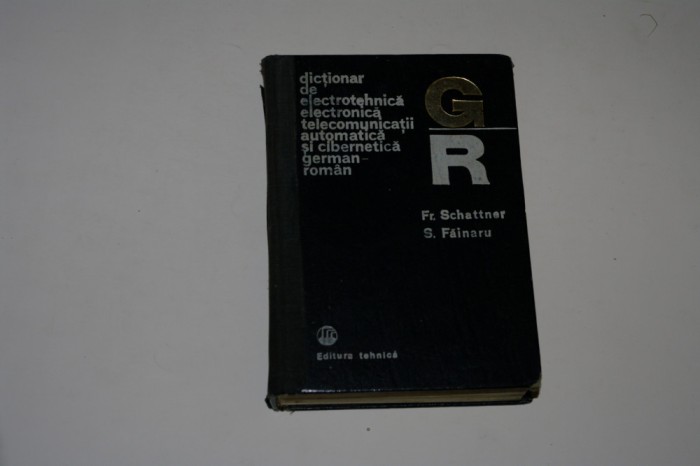 dicționar
de
electrotehnică
electronică
telecomunicații
automatică
și cibernetică
german-
român
G
R
Fr. Schattner
S. Făinaru
Editura tehnică